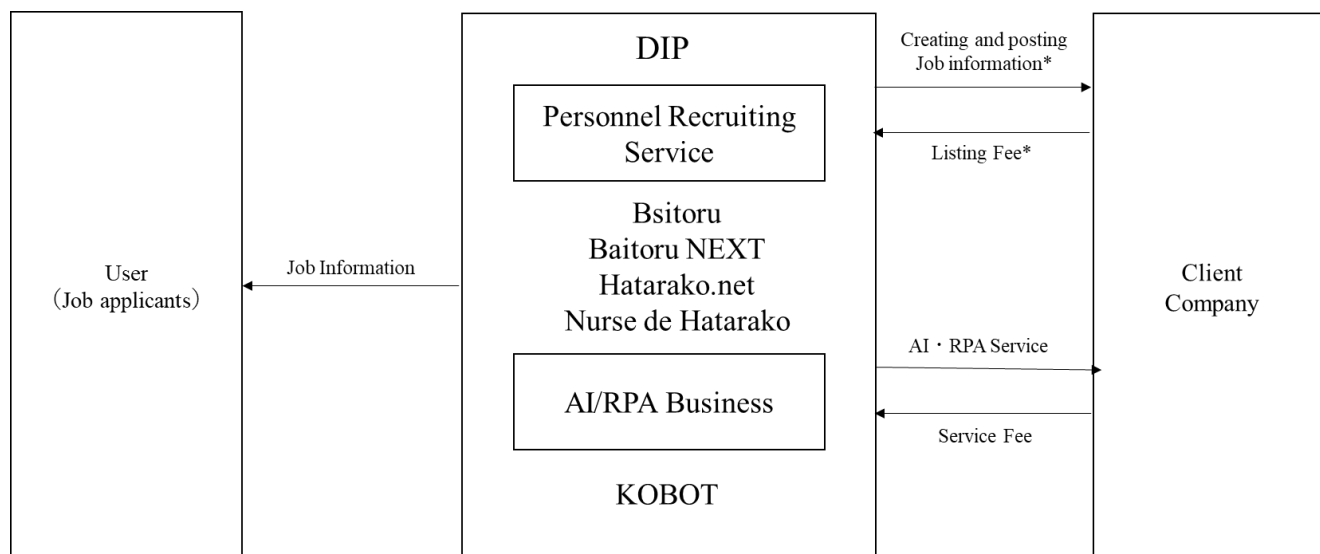 User
（Job applicants）
Job Information
DIP
Personnel Recruiting
Service
Bsitoru
Baitoru NEXT
Hatarako.net
Nurse de Hatarako
AI/RPA Business
KOBOT
Creating and posting
Job information*
Listing Fee*
AI・RPA Service
Service Fee
Client
Company